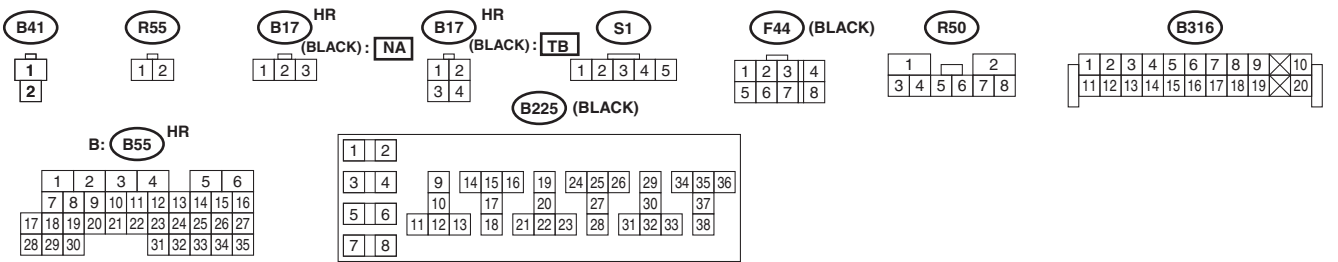 B41 R55 B17 HR (BLACK) : NA B17 HR (BLACK) : TB S1 F44 (BLACK) R50 B316
1 1 2 1 2 3 1 2 1 2 3 4 5 1 2 3 4 1 2 1 2 3 4 5 6 7 8 9 10
2 3 4 5 6 7 8 3 4 5 6 7 8 11 12 13 14 15 16 17 18 19 20
B225 (BLACK)
B: B55 HR
1 2
1 2 3 4 5 6
3 4 9 14 15 16 19 24 25 26 29 34 35 36
7 8 9 10 11 12 13 14 15 16
10 17 20 27 30 37
5 6
17 18 19 20 21 22 23 24 25 26 27
11 12 13 18 21 22 23 28 31 32 33 38
28 29 30 31 32 33 34 35
7 8